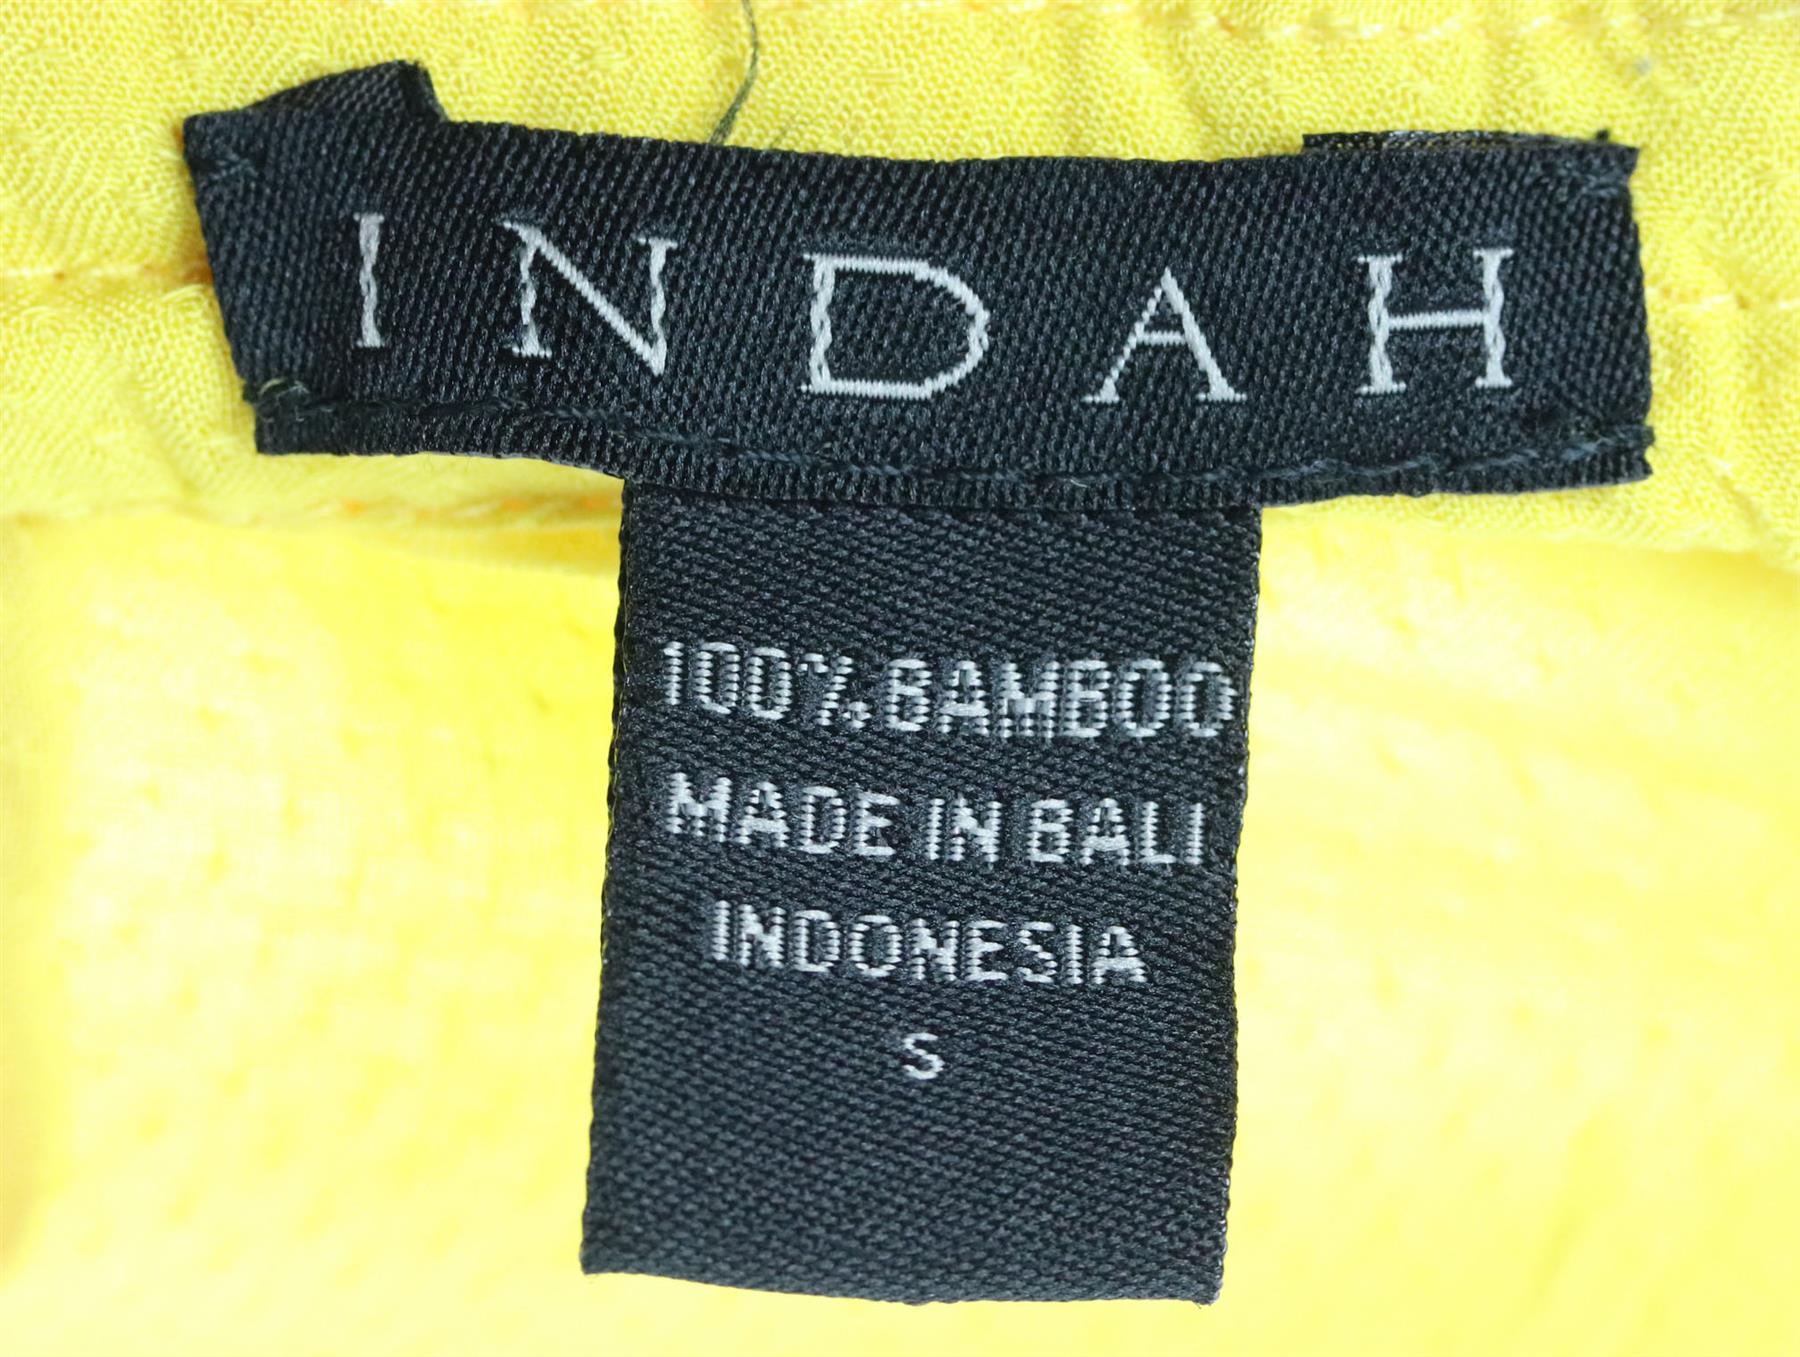 INDAH
100% BAMBOO
MADE IN BALI
INDONESIA
S